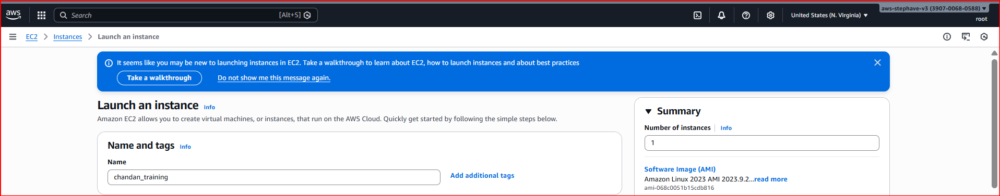 aws
Search
[Alt+S]
United States (N. Virginia)
aws-stephave-v3 (3907-0068-0588)
root
EC2
Instances
Launch an instance
It seems like you may be new to launching instances in EC2. Take a walkthrough to learn about EC2, how to launch instances and about best practices
Take a walkthrough
Do not show me this message again.
Launch an instance Info
Amazon EC2 allows you to create virtual machines, or instances, that run on the AWS Cloud. Quickly get started by following the simple steps below.
Name and tags Info
Name
chandan_training
Add additional tags
Summary
Number of instances Info
1
Software Image (AMI)
Amazon Linux 2023 AMI 2023.9.2...read more
ami-068c0051b15cdb816